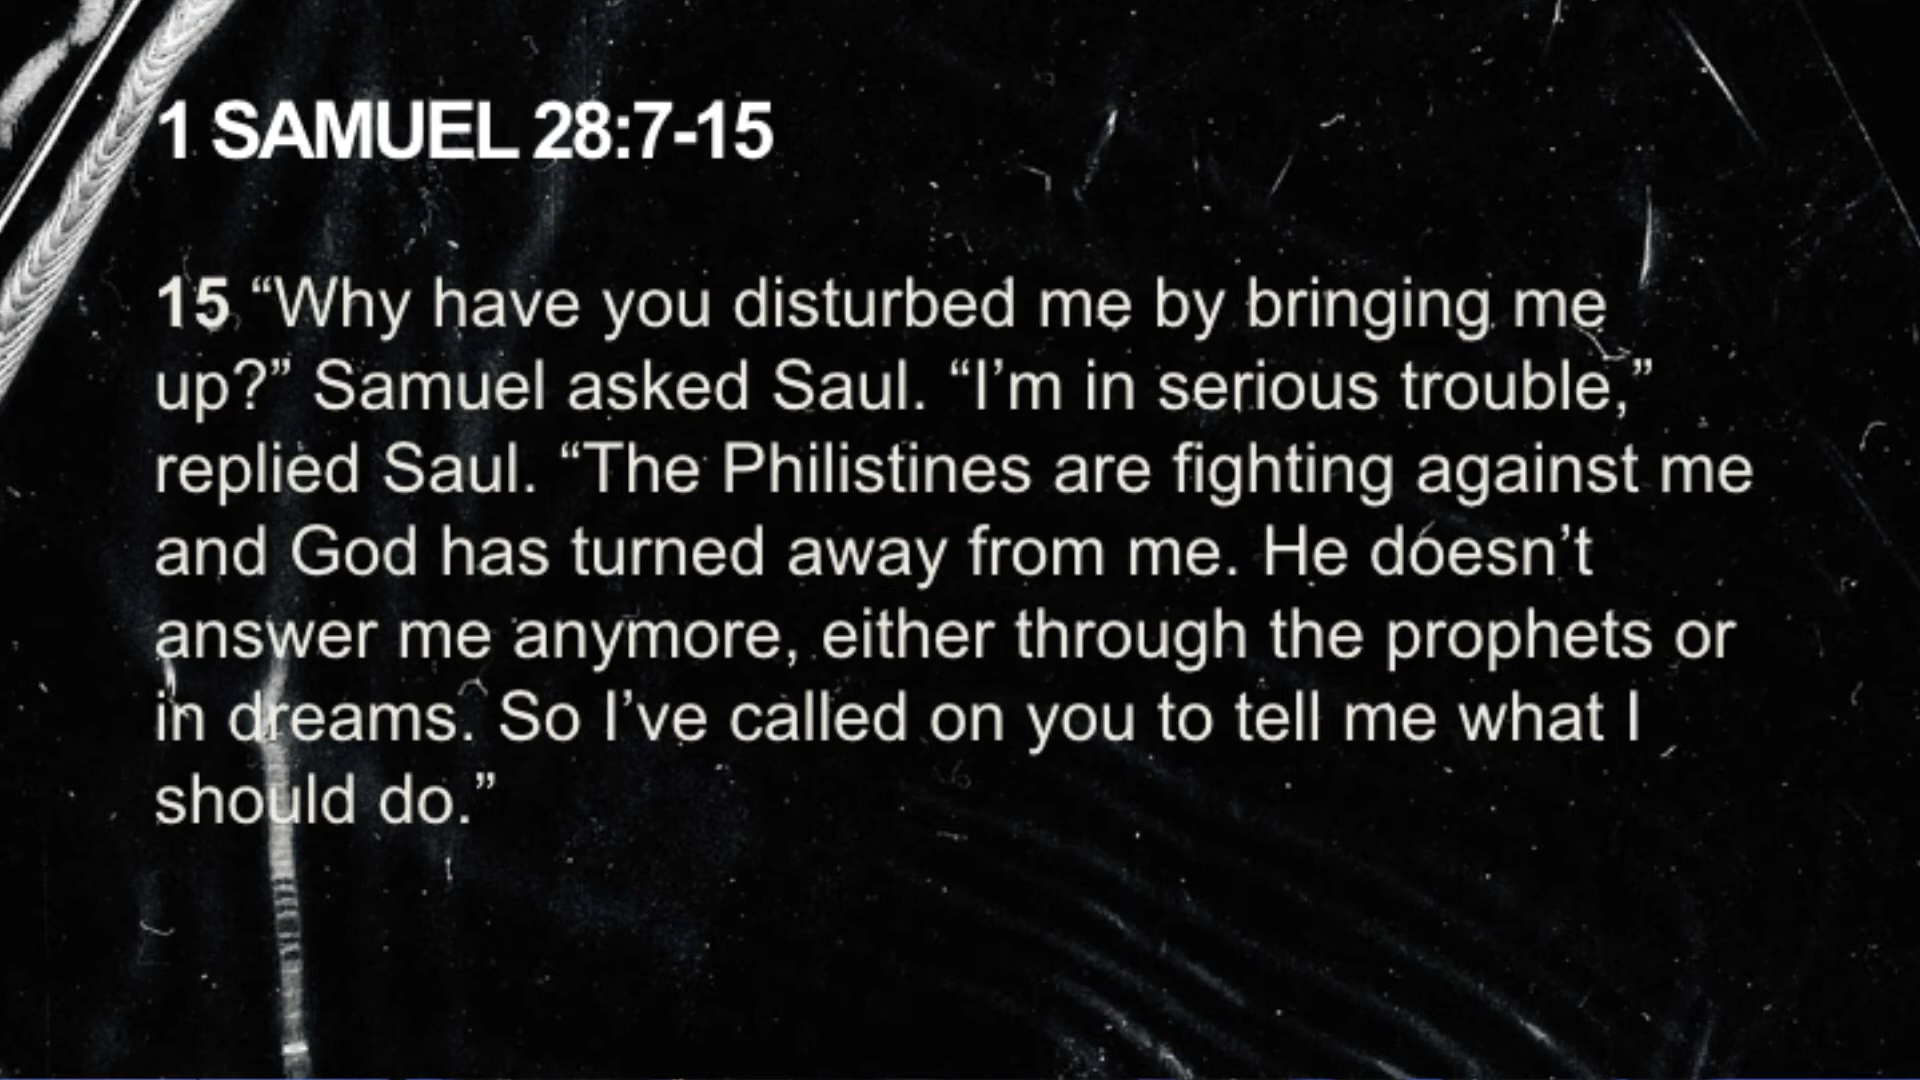 1 SAMUEL 28:7-15
15 “Why have you disturbed me by bringing me
up?” Samuel asked Saul. “I’m in serious trouble,”
replied Saul. “The Philistines are fighting against me
and God has turned away from me. He doesn’t
answer me anymore, either through the prophets or
in dreams. So I’ve called on you to tell me what I
should do.”